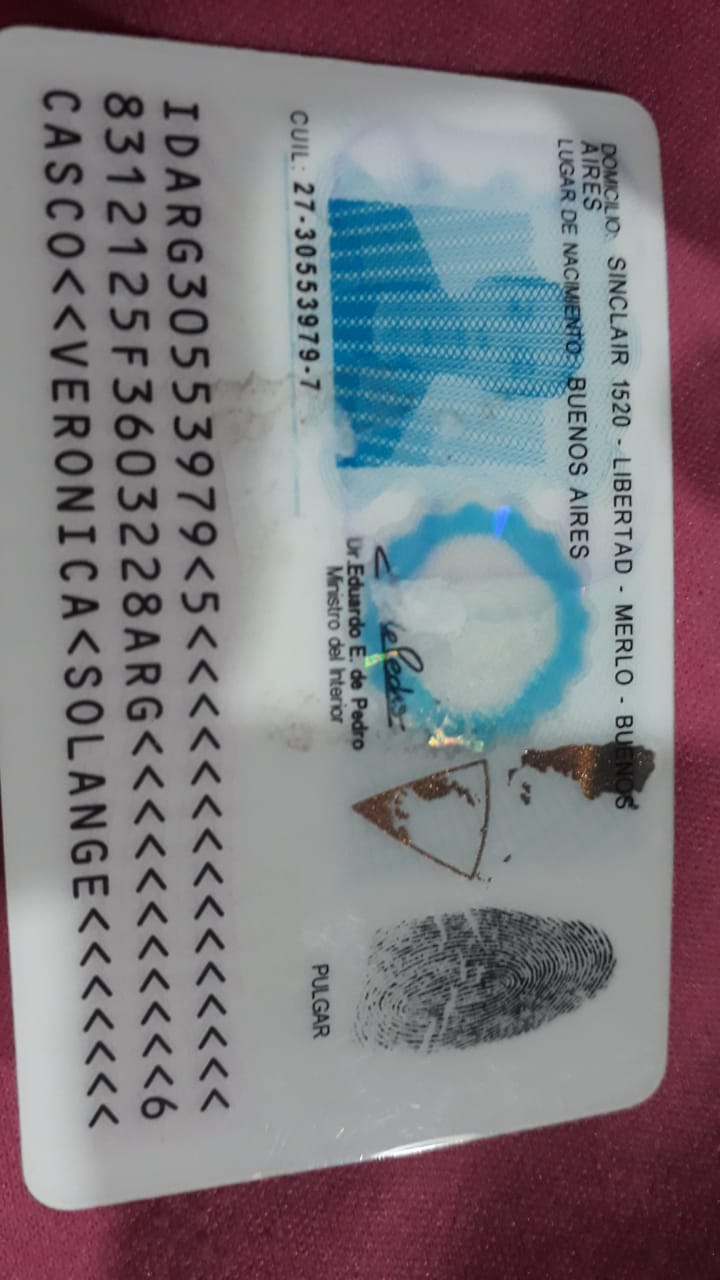 DOMICILIO: SINCLAIR 1520 - LIBERTAD - MERLO - BUENOS
AIRES
LUGAR DE NACIMIENTO: BUENOS AIRES
CUIL: 27-30553979-7
Dr. Eduardo E. de Pedro
Ministro del Interior
PULGAR
IDARG30553979<5<<<<<<<<<<<<<<<
8312125F3603228ARG<<<<<<<<<<<6
CASCO<<VERONICA<SOLANGE<<<<<<<